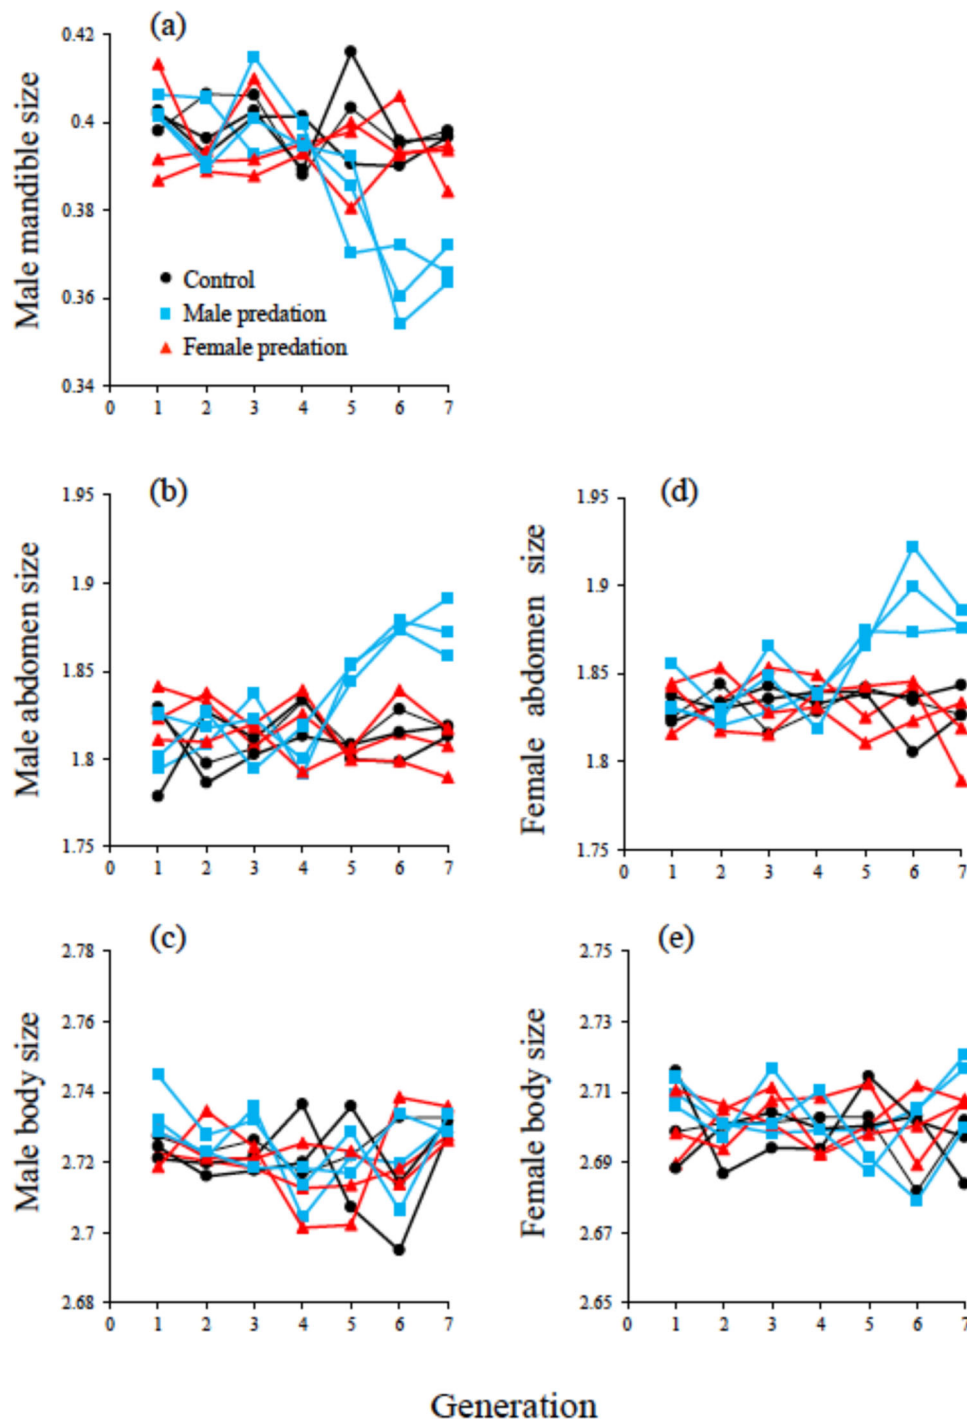 (a)
Male mandible size
0.42
0.4
0.38
0.36
0.34
Control
Male predation
Female predation
0 1 2 3 4 5 6 7
(b)
Male abdomen size
1.95
1.9
1.85
1.8
1.75
0 1 2 3 4 5 6 7
(d)
Female abdomen size
1.95
1.9
1.85
1.8
1.75
0 1 2 3 4 5 6 7
(c)
Male body size
2.78
2.76
2.74
2.72
2.7
2.68
0 1 2 3 4 5 6 7
(e)
Female body size
2.75
2.73
2.71
2.69
2.67
2.65
0 1 2 3 4 5 6 7
Generation